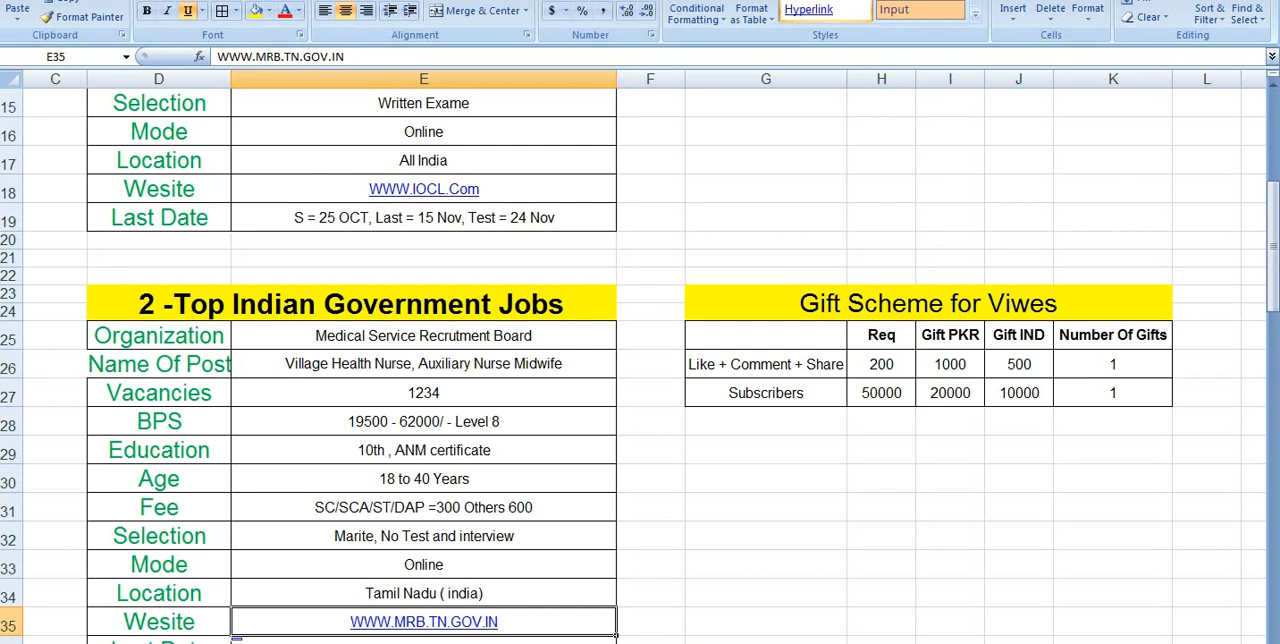 Paste
Format Painter
B I U
A
Merge & Center
$ % ,
Conditional Formatting
Format as Table
Hyperlink
Input
Insert Delete Format
Clear
Sort & Filter
Find & Select
Clipboard Font Alignment Number Styles Cells Editing
E35 fx WWW.MRB.TN.GOV.IN
C D E F G H I J K L
15 Selection Written Exame
16 Mode Online
17 Location All India
18 Wesite WWW.IOCL.Com
19 Last Date S = 25 OCT, Last = 15 Nov, Test = 24 Nov
20
21
22
23
24
2 -Top Indian Government Jobs Gift Scheme for Viwes
25 Organization Medical Service Recrutment Board Req Gift PKR Gift IND Number Of Gifts
26 Name Of Post Village Health Nurse, Auxiliary Nurse Midwife Like + Comment + Share 200 1000 500 1
27 Vacancies 1234 Subscribers 50000 20000 10000 1
28 BPS 19500 - 62000/ - Level 8
29 Education 10th , ANM certificate
30 Age 18 to 40 Years
31 Fee SC/SCA/ST/DAP =300 Others 600
32 Selection Marite, No Test and interview
33 Mode Online
34 Location Tamil Nadu ( india)
35 Wesite WWW.MRB.TN.GOV.IN